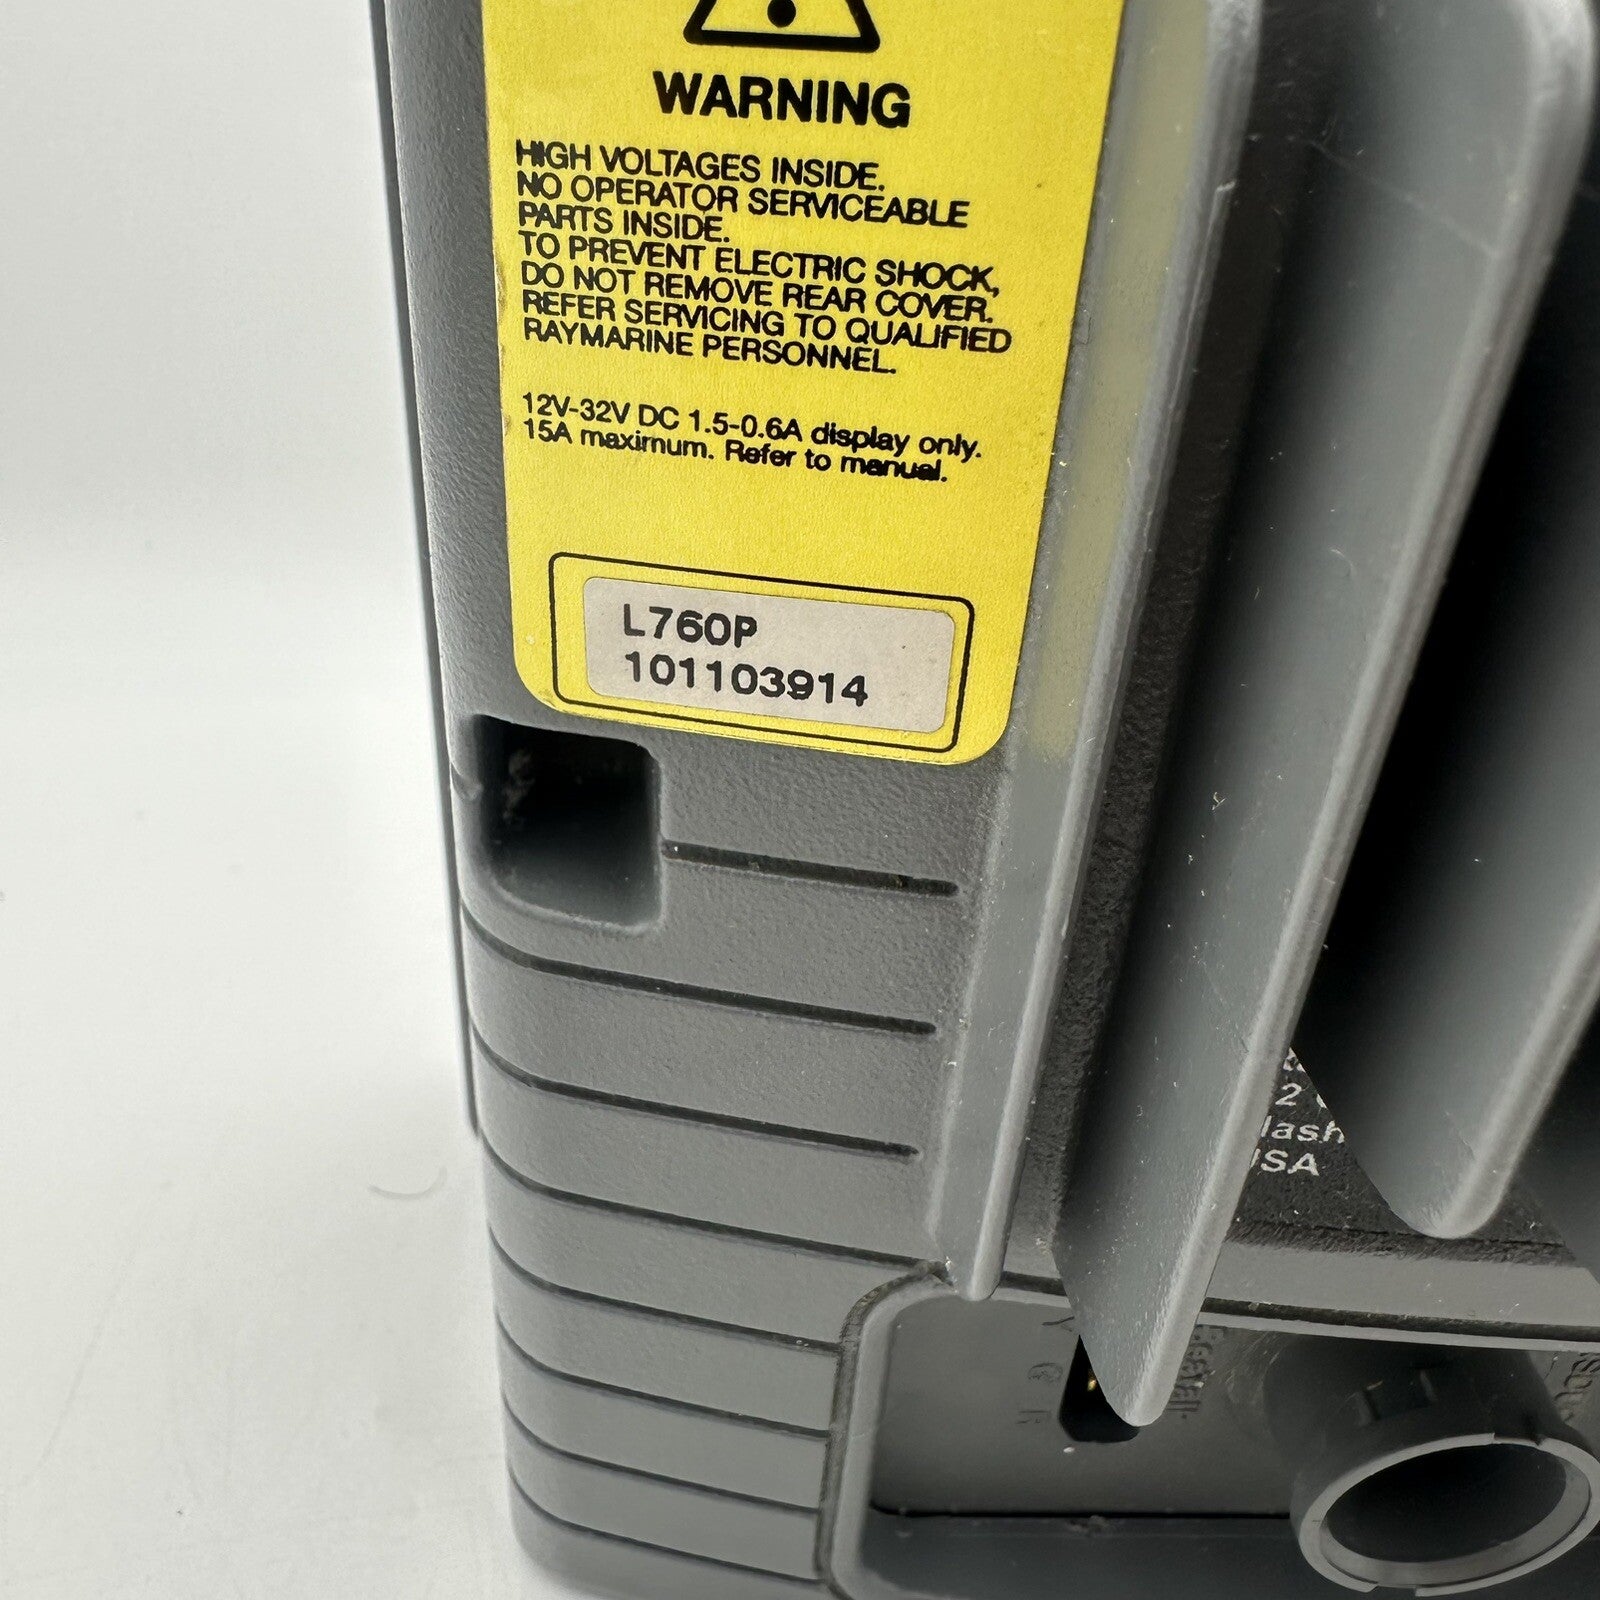 WARNING
HIGH VOLTAGES INSIDE.
NO OPERATOR SERVICEABLE
PARTS INSIDE.
TO PREVENT ELECTRIC SHOCK,
DO NOT REMOVE REAR COVER.
REFER SERVICING TO QUALIFIED
RAYMARINE PERSONNEL.
12V-32V DC 1.5-0.6A display only.
15A maximum. Refer to manual.
L760P
101103914
2